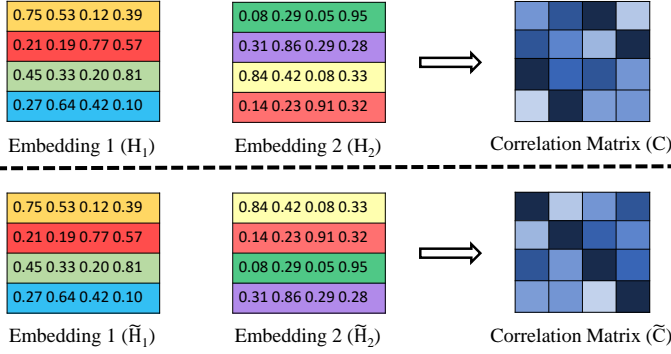 0.75 0.53 0.12 0.39 0.08 0.29 0.05 0.95
0.21 0.19 0.77 0.57 0.31 0.86 0.29 0.28
0.45 0.33 0.20 0.81 0.84 0.42 0.08 0.33
0.27 0.64 0.42 0.10 0.14 0.23 0.91 0.32
Embedding 1 (H₁) Embedding 2 (H₂) Correlation Matrix (C)
0.75 0.53 0.12 0.39 0.84 0.42 0.08 0.33
0.21 0.19 0.77 0.57 0.14 0.23 0.91 0.32
0.45 0.33 0.20 0.81 0.08 0.29 0.05 0.95
0.27 0.64 0.42 0.10 0.31 0.86 0.29 0.28
Embedding 1 (H̃₁) Embedding 2 (H̃₂) Correlation Matrix (C̃)